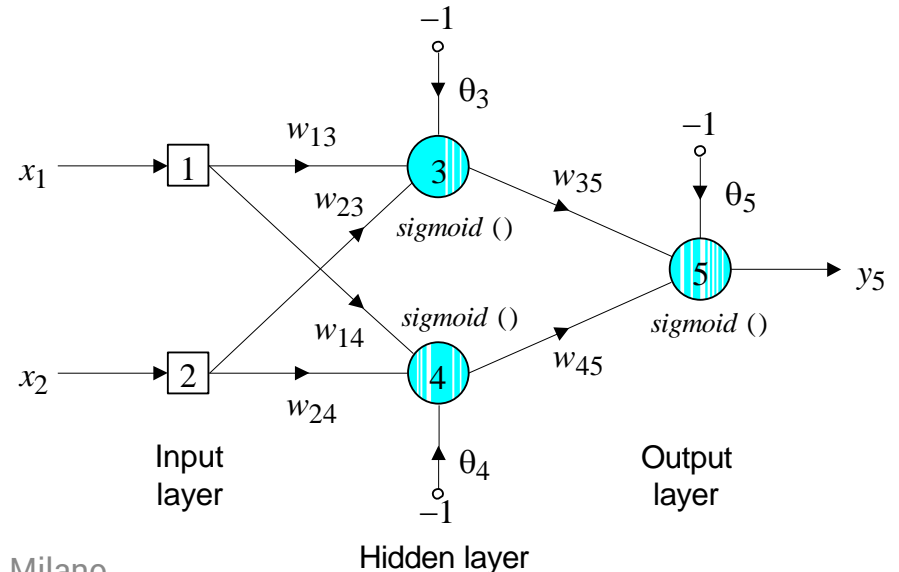 −1
θ3
w13
−1
x1
1
3
w35
w23
θ5
sigmoid ()
5
y5
sigmoid ()
sigmoid ()
w14
x2
2
4
w45
w24
Input
layer
θ4
Output
layer
−1
Hidden layer
Milano